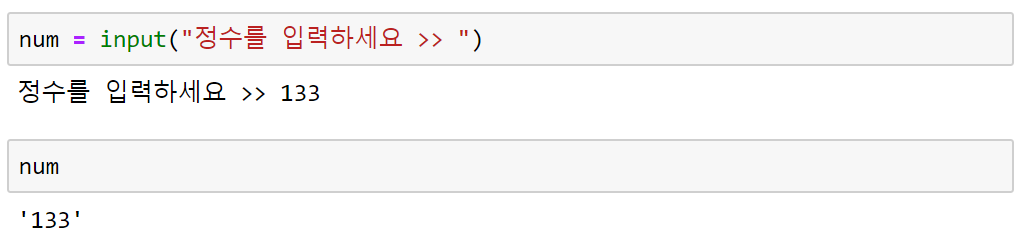 num = input("정수를 입력하세요 >> ")
정수를 입력하세요 >> 133
num
'133'